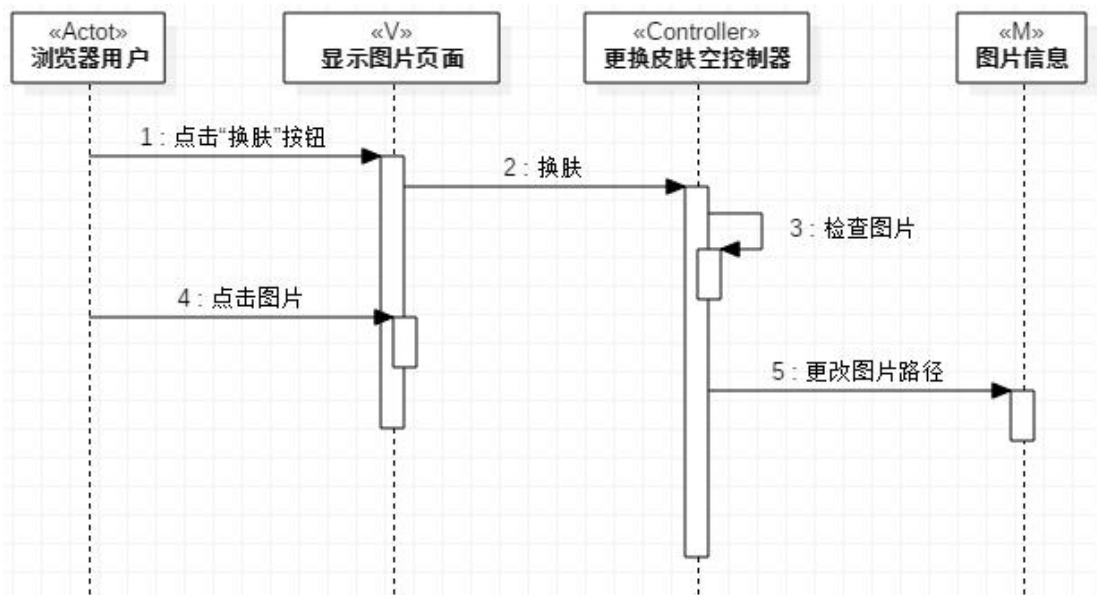 «Actot»
浏览器用户
«V»
显示图片页面
«Controller»
更换皮肤空控制器
«M»
图片信息
1 : 点击“换肤”按钮
2 : 换肤
3 : 检查图片
4 : 点击图片
5 : 更改图片路径